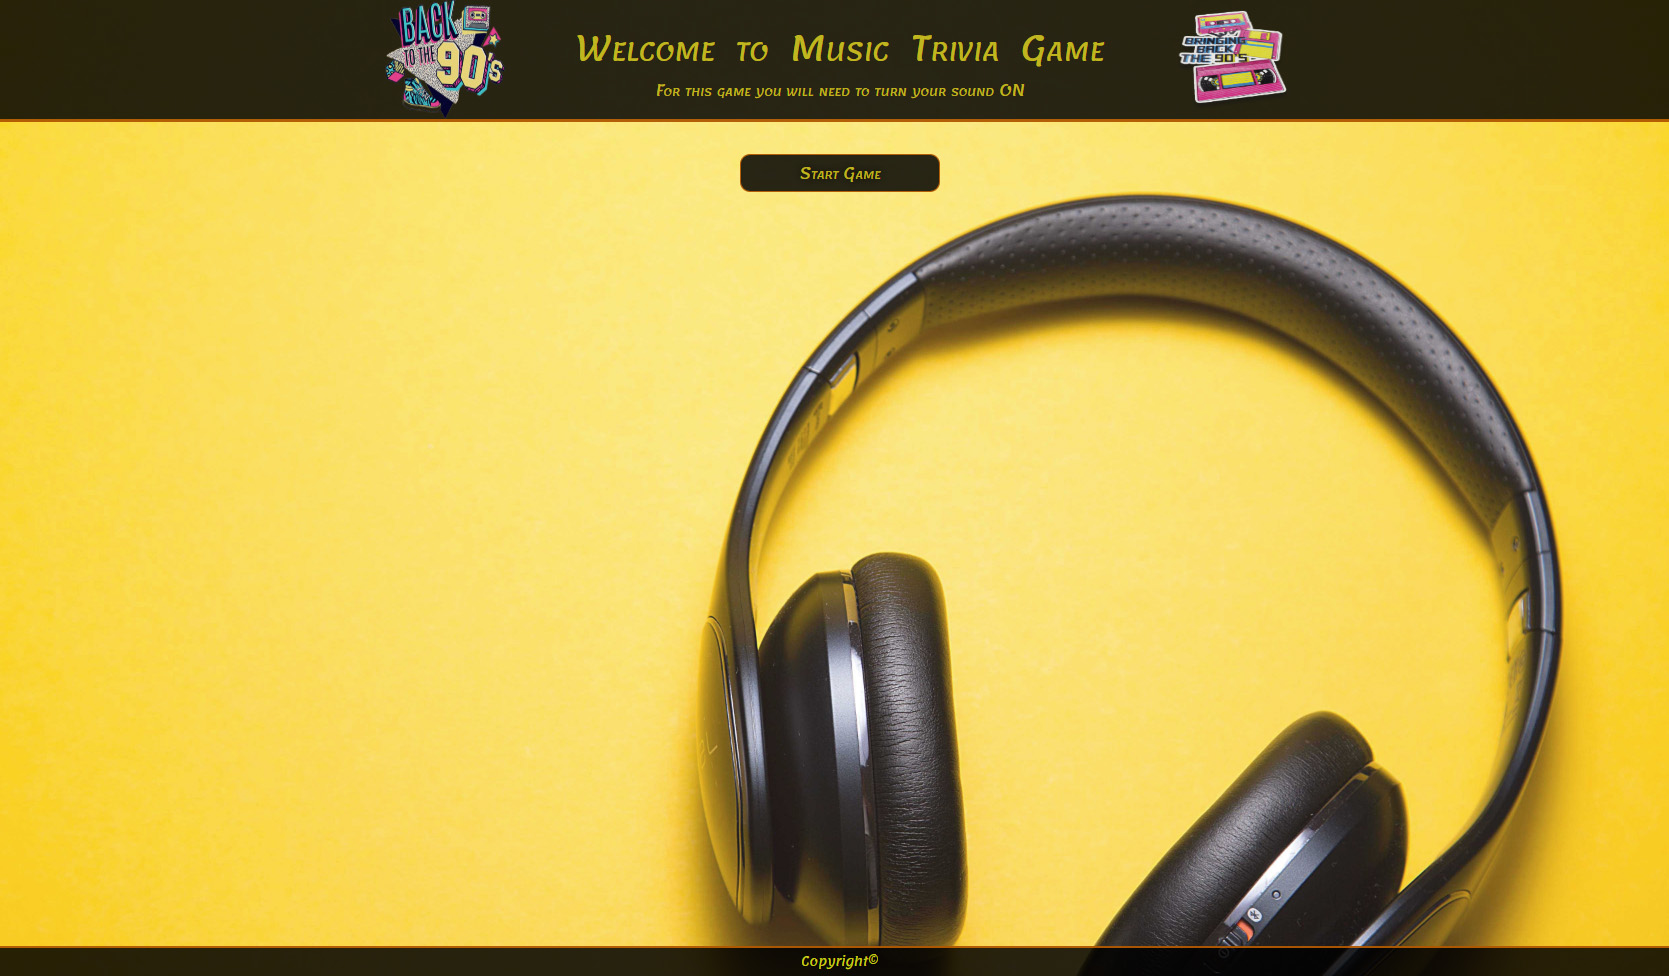 BACK
TO THE
90's
Welcome to Music Trivia Game
For this game you will need to turn your sound ON
BRINGING
BACK
THE 90'S
Start Game
Copyright©